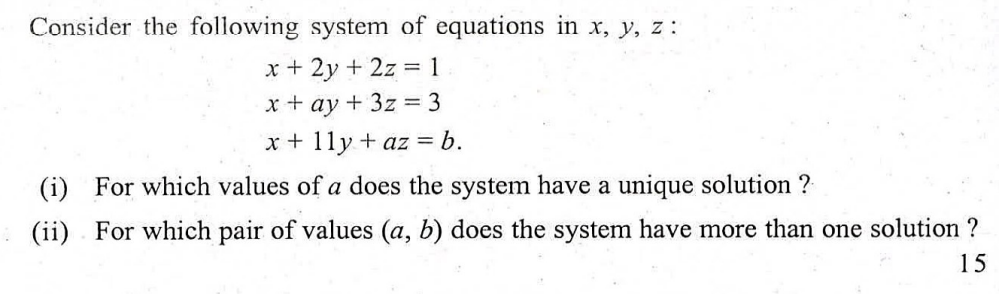 Consider the following system of equations in x, y, z :
x + 2y + 2z = 1
x + ay + 3z = 3
x + 11y + az = b.
(i) For which values of a does the system have a unique solution ?
(ii) For which pair of values (a, b) does the system have more than one solution ?
15